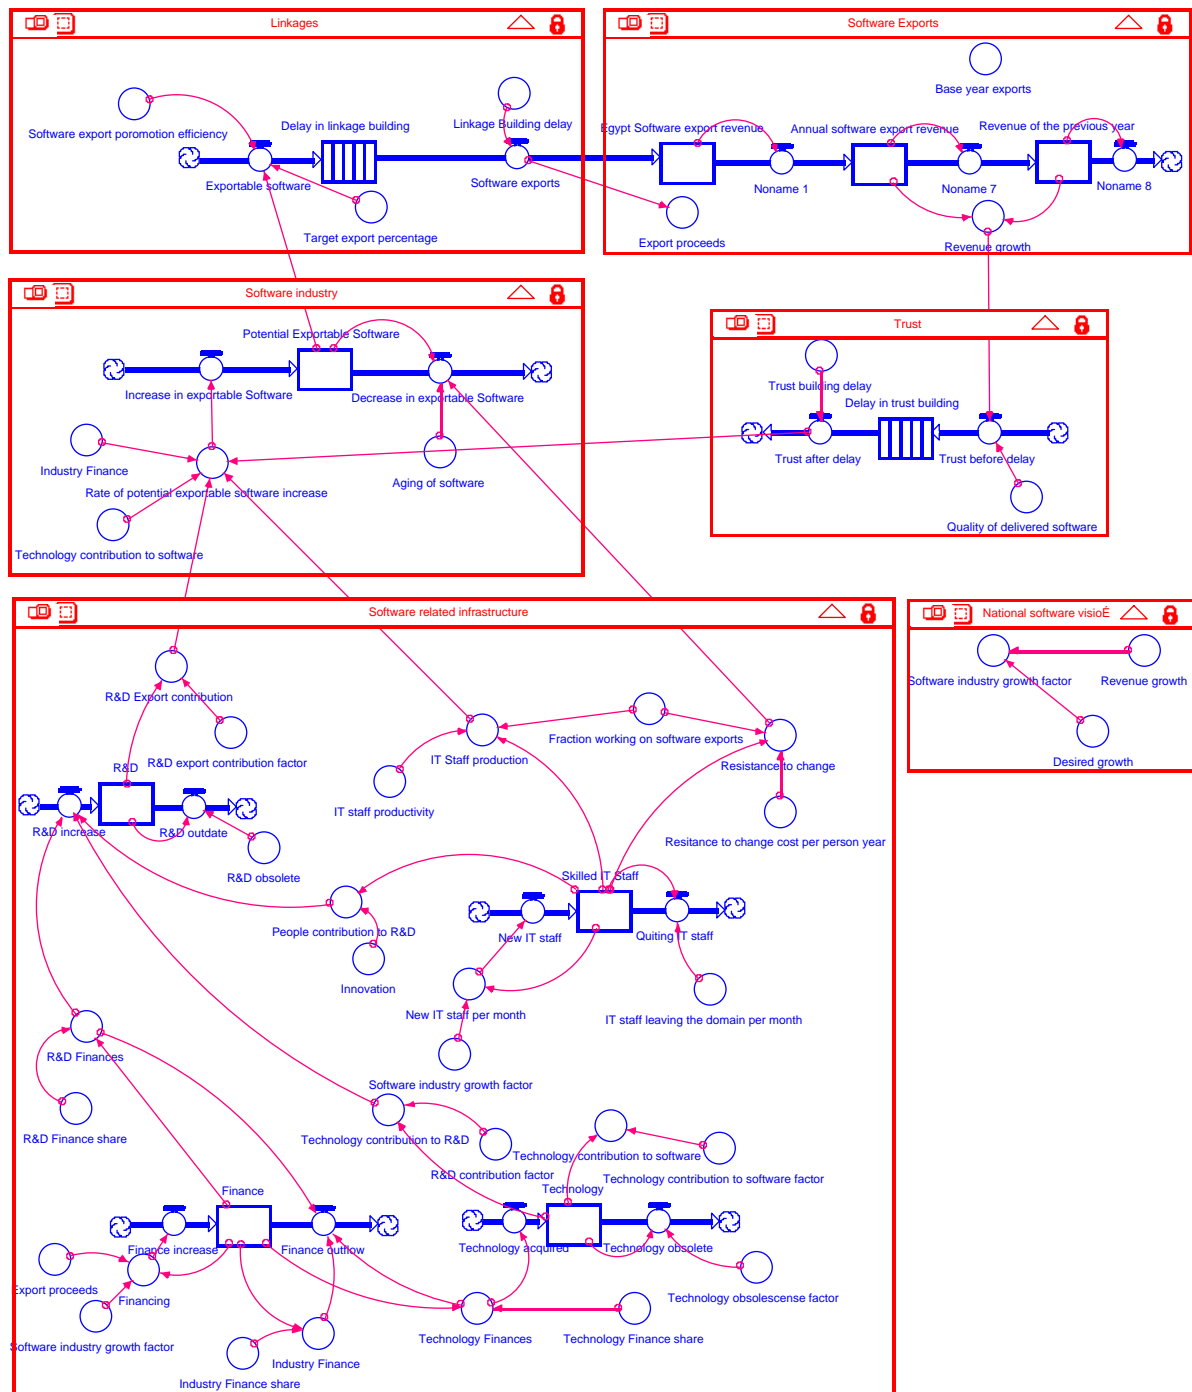 Linkages
Software export poromotion efficiency
Delay in linkage building
Linkage Building delay
Exportable software
Software exports
Target export percentage
Software Exports
Base year exports
Egypt Software export revenue
Annual software export revenue
Revenue of the previous year
Noname 1
Noname 7
Noname 8
Export proceeds
Revenue growth
Software industry
Potential Exportable Software
Increase in exportable Software
Decrease in exportable Software
Industry Finance
Aging of software
Rate of potential exportable software increase
Technology contribution to software
Trust
Trust building delay
Delay in trust building
Trust after delay
Trust before delay
Quality of delivered software
Software related infrastructure
R&D Export contribution
R&D export contribution factor
R&D
R&D increase
R&D outdate
R&D obsolete
IT Staff production
Fraction working on software exports
Resistance to change
IT staff productivity
Resitance to change cost per person year
Skilled IT Staff
People contribution to R&D
New IT staff
Quiting IT staff
Innovation
New IT staff per month
IT staff leaving the domain per month
R&D Finances
Software industry growth factor
R&D Finance share
Technology contribution to R&D
Technology contribution to software
R&D contribution factor
Technology contribution to software factor
Finance
Technology
Finance increase
Finance outflow
Technology acquired
Technology obsolete
Export proceeds
Financing
Technology obsolescense factor
Software industry growth factor
Industry Finance
Technology Finances
Technology Finance share
Industry Finance share
National software visioÉ
Software industry growth factor
Revenue growth
Desired growth